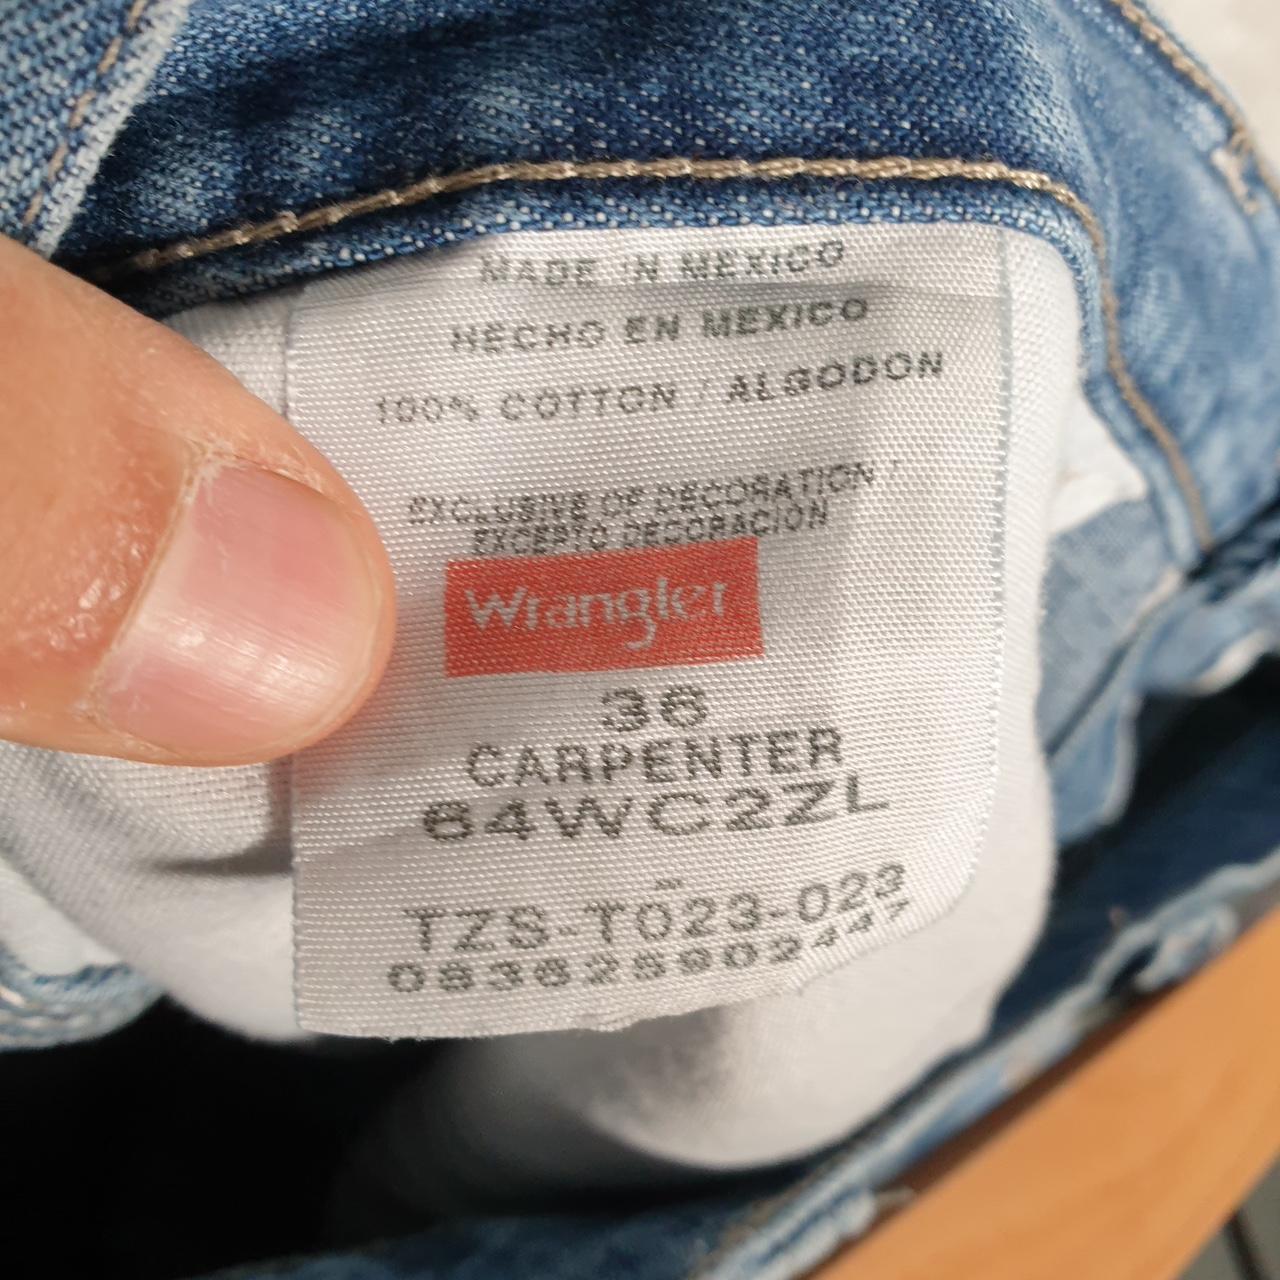 MADE IN MEXICO
HECHO EN MEXICO
100% COTTON / ALGODON
EXCLUSIVE OF DECORATION /
EXCEPTO DECORACION
Wrangler
36
CARPENTER
64WC2ZL
TZS-T023-023